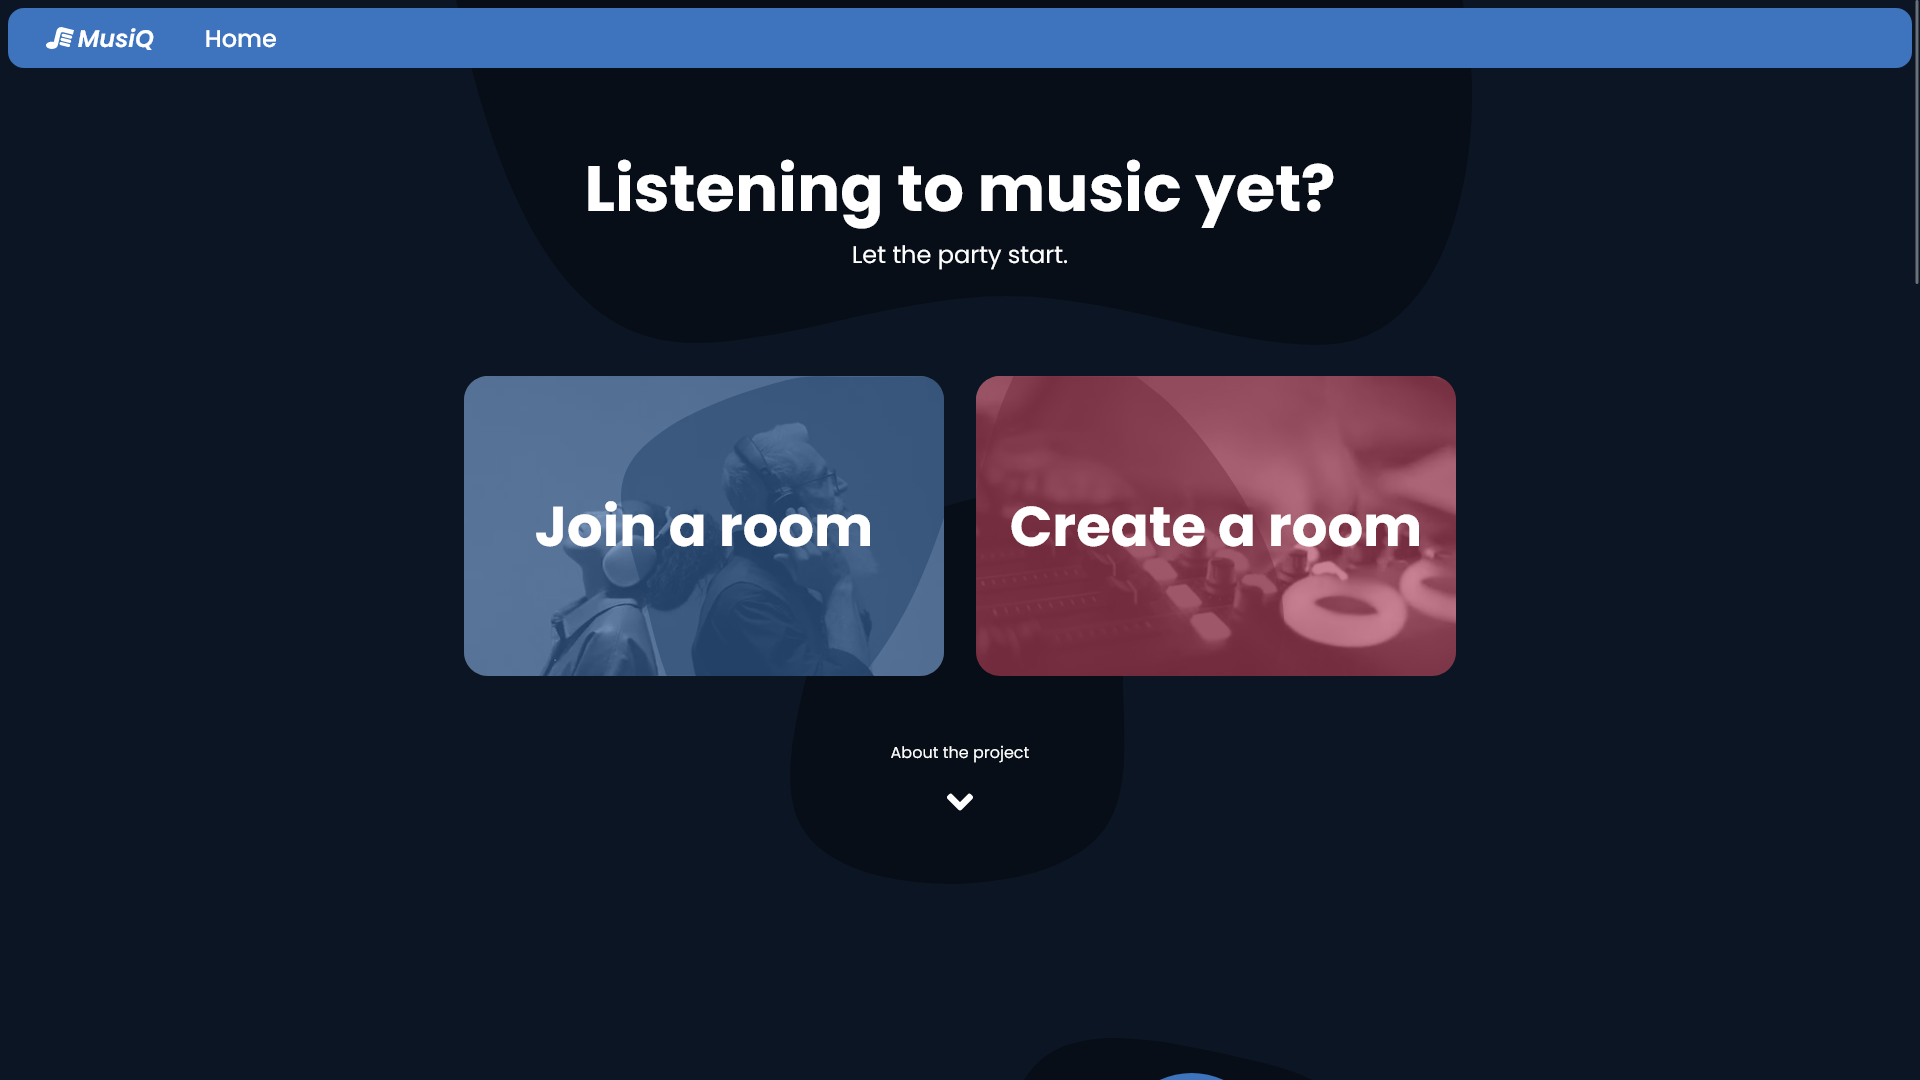 MusiQ Home
Listening to music yet?
Let the party start.
Join a room
Create a room
About the project